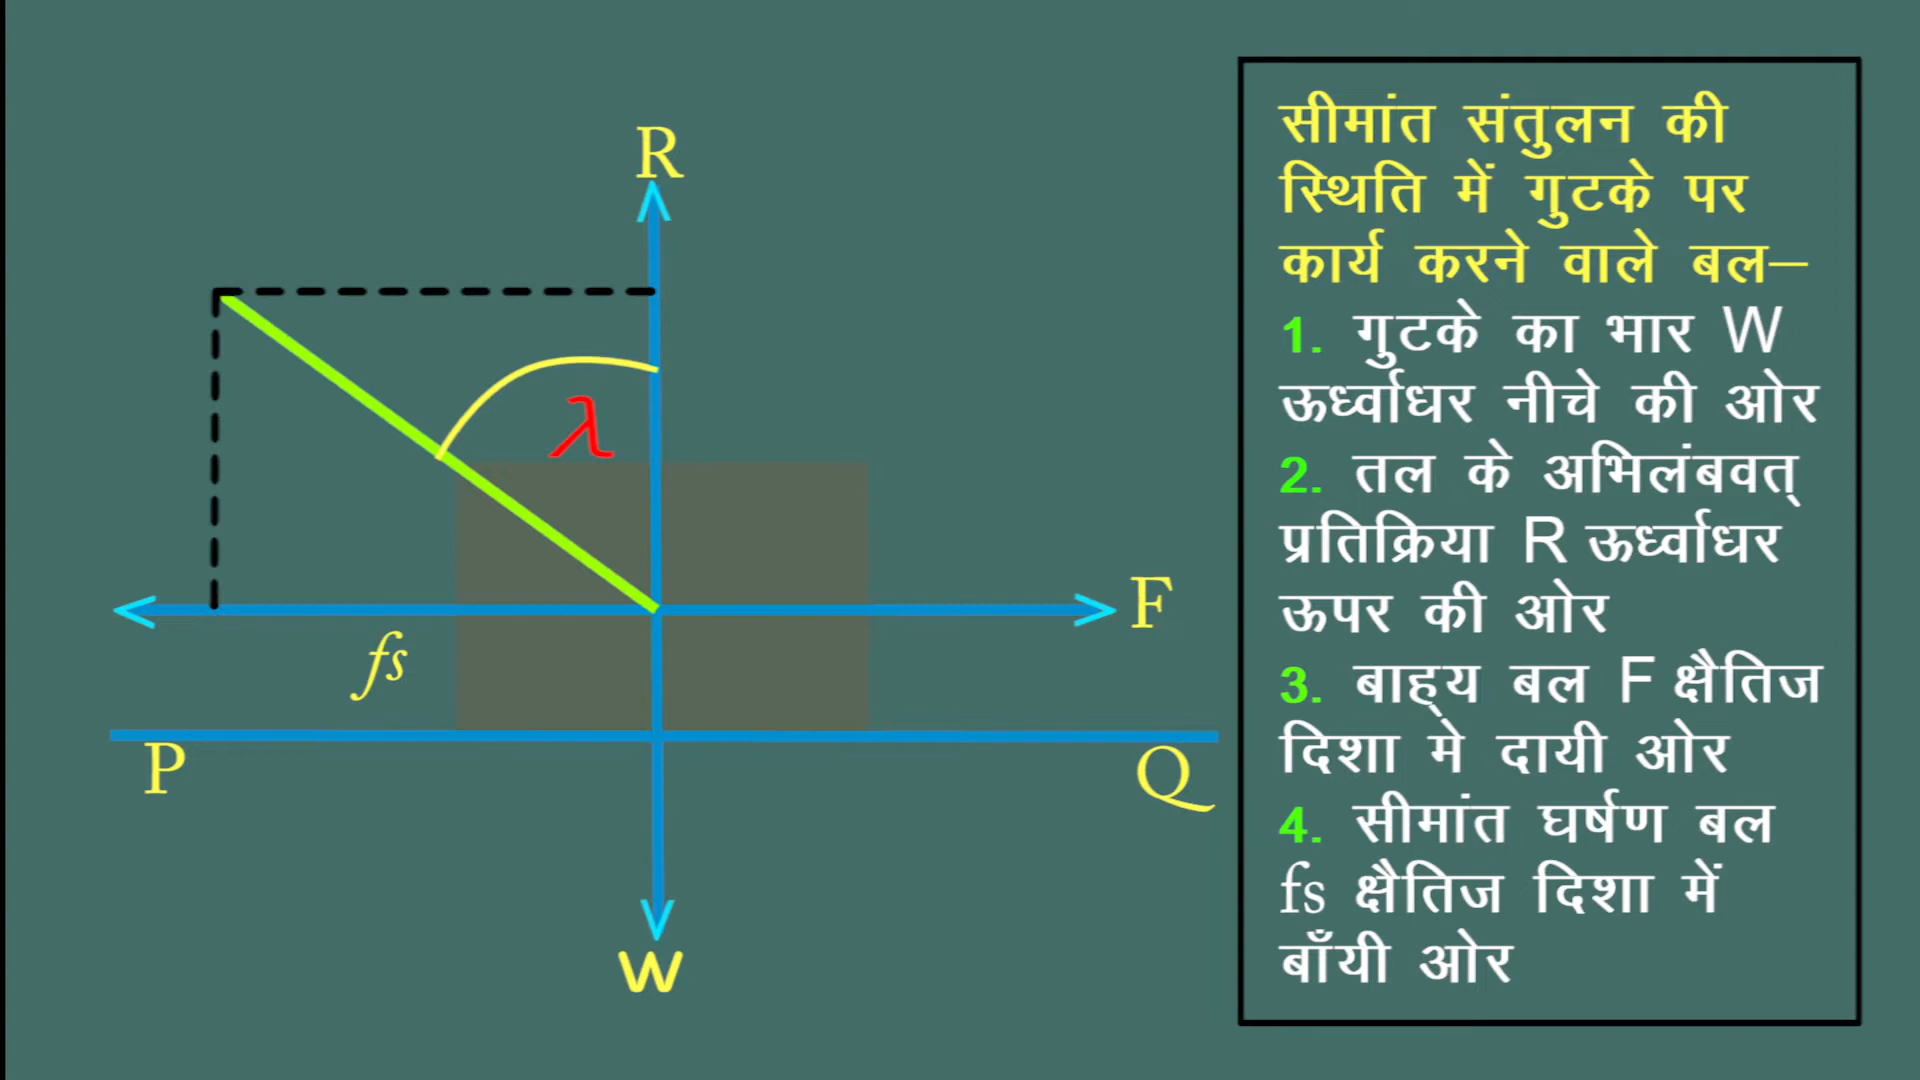 R
λ
F
fs
P
Q
W
सीमांत संतुलन की
स्थिति में गुटके पर
कार्य करने वाले बल–
1. गुटके का भार W
ऊर्ध्वाधर नीचे की ओर
2. तल के अभिलंबवत्
प्रतिक्रिया R ऊर्ध्वाधर
ऊपर की ओर
3. बाह्य बल F क्षैतिज
दिशा मे दायी ओर
4. सीमांत घर्षण बल
fs क्षैतिज दिशा में
बाँयी ओर